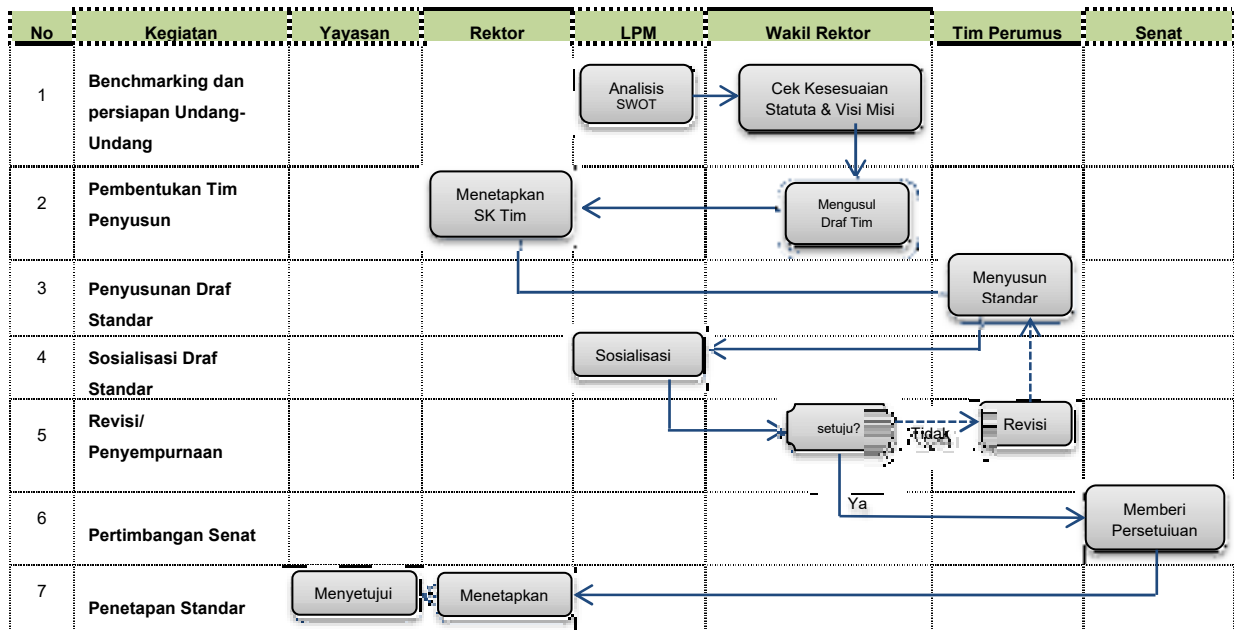 No Kegiatan Yayasan Rektor LPM Wakil Rektor Tim Perumus Senat
1
Benchmarking dan
persiapan Undang-
Undang
Analisis
SWOT
Cek Kesesuaian
Statuta & Visi Misi
2
Pembentukan Tim
Penyusun
Menetapkan
SK Tim
Mengusul
Draf Tim
3
Penyusunan Draf
Standar
Menyusun
Standar
4
Sosialisasi Draf
Standar
Sosialisasi
5
Revisi/
Penyempurnaan
setuju?
Tidak
Revisi
Ya
6
Pertimbangan Senat
Memberi
Persetuiuan
7
Penetapan Standar
Menyetujui
Menetapkan